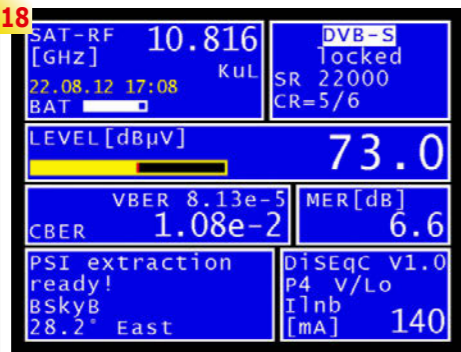 18
SAT-RF 10.816
[GHz] KuL
22.08.12 17:08
BAT
DVB-S
locked
SR 22000
CR=5/6
LEVEL[dBµV] 73.0
VBER 8.13e-5
CBER 1.08e-2
MER[dB]
6.6
PSI extraction
ready!
BSkyB
28.2° East
DiSEqC V1.0
P4 V/Lo
Ilnb
[mA] 140